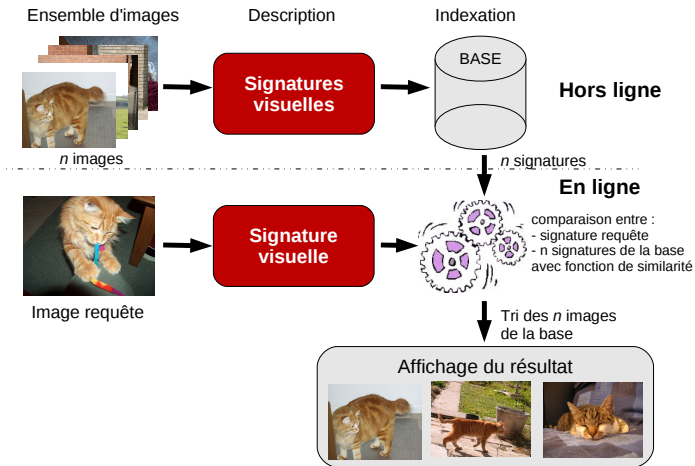 Ensemble d'images
Description
Indexation
Signatures
visuelles
BASE
Hors ligne
n images
n signatures
En ligne
Signature
visuelle
comparaison entre :
- signature requête
- n signatures de la base
avec fonction de similarité
Image requête
Tri des n images
de la base
Affichage du résultat